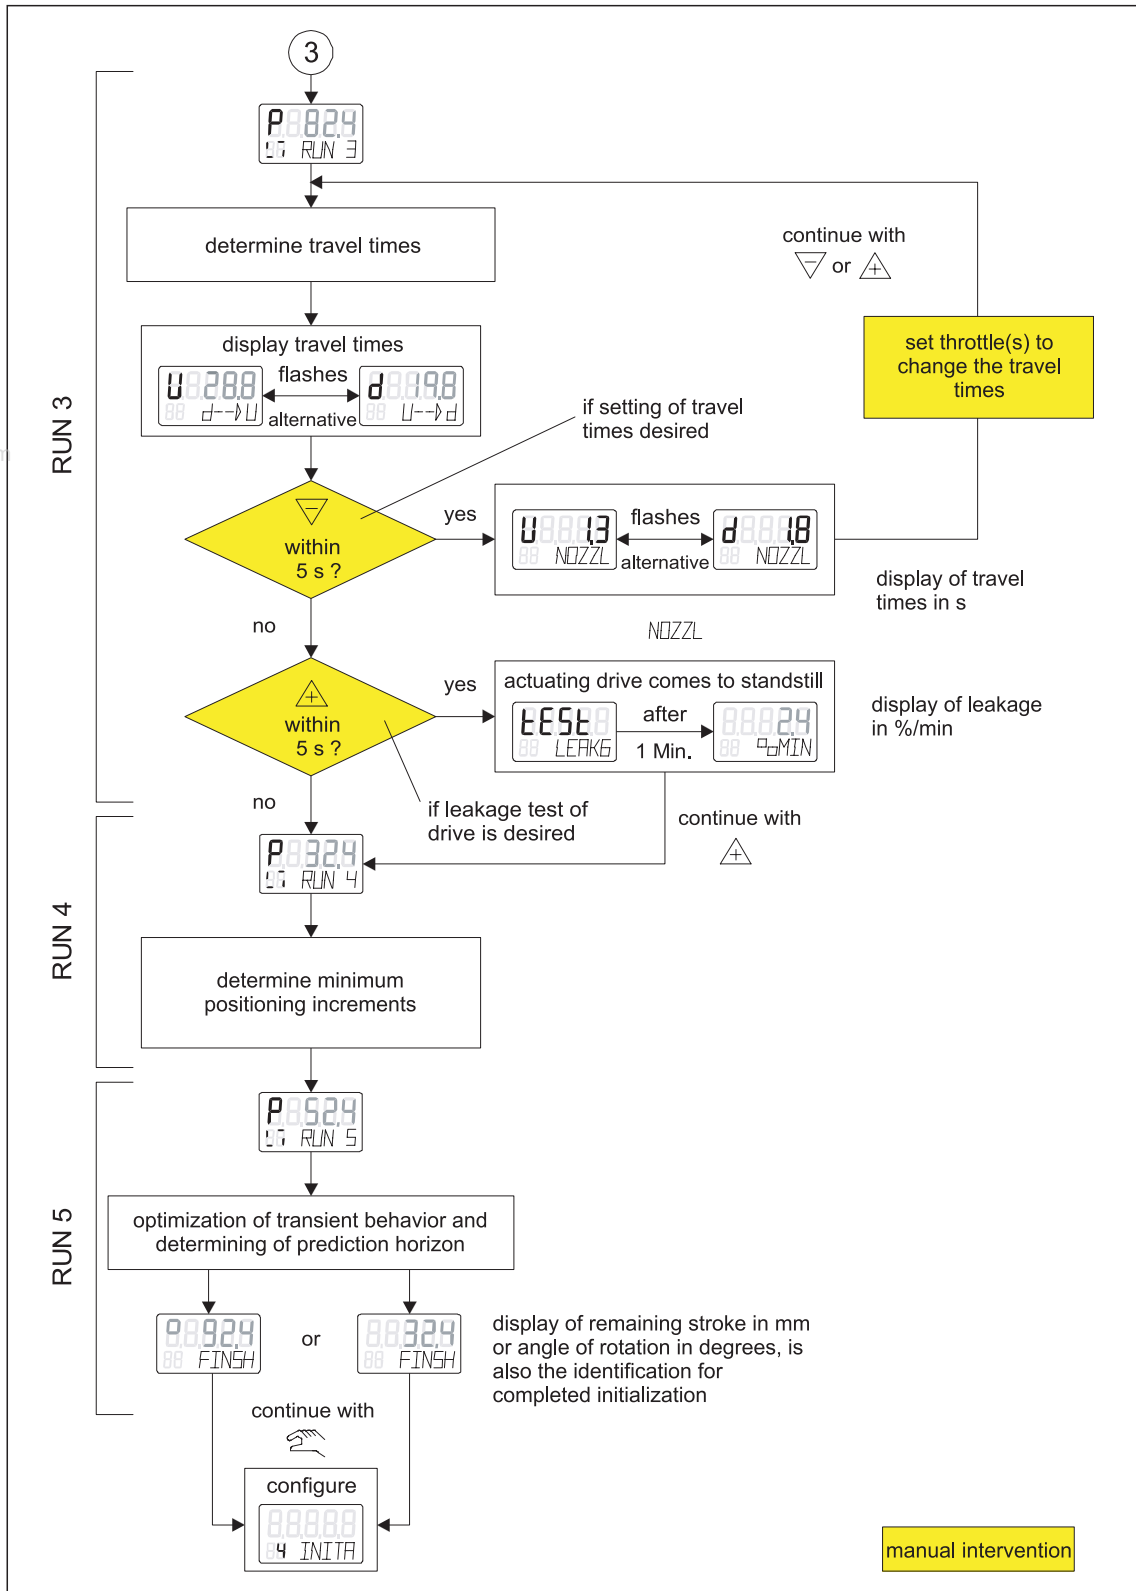 3
P 82.4
RUN 3
determine travel times
continue with
or
display travel times
U 28.8
d-->U
flashes
alternative
d 19.8
U-->d
set throttle(s) to
change the travel
times
if setting of travel
times desired
RUN 3
within
5 s ?
yes
U 1.3
NOZZL
flashes
alternative
d 1.8
NOZZL
display of travel
times in s
no
NOZZL
within
5 s ?
yes
actuating drive comes to standstill
tESt
LEAKG
after
1 Min.
2.4
%MIN
display of leakage
in %/min
no
if leakage test of
drive is desired
continue with
P 32.4
RUN 4
RUN 4
determine minimum
positioning increments
P 52.4
RUN 5
RUN 5
optimization of transient behavior and
determining of prediction horizon
° 92.4
FINSH
or
32.4
FINSH
display of remaining stroke in mm
or angle of rotation in degrees, is
also the identification for
completed initialization
continue with
configure
4 INITA
manual intervention